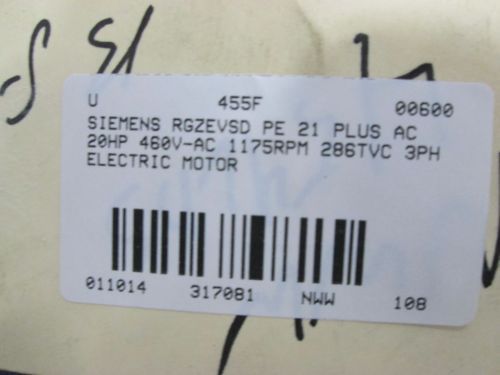 U 455F 00600
SIEMENS RGZEVSD PE 21 PLUS AC
20HP 460V-AC 1175RPM 286TVC 3PH
ELECTRIC MOTOR
011014 317081 NWW 108